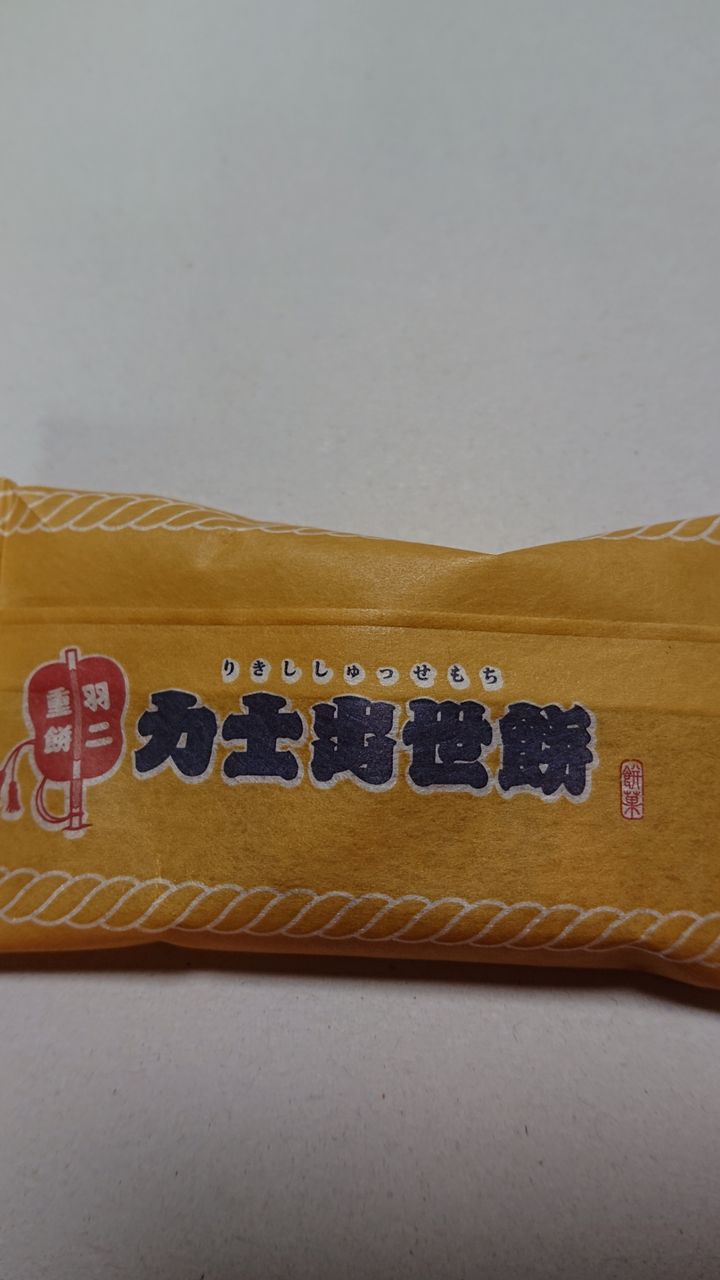 りきししゅっせもち
力士出世餅
羽二
重餅
餅菓